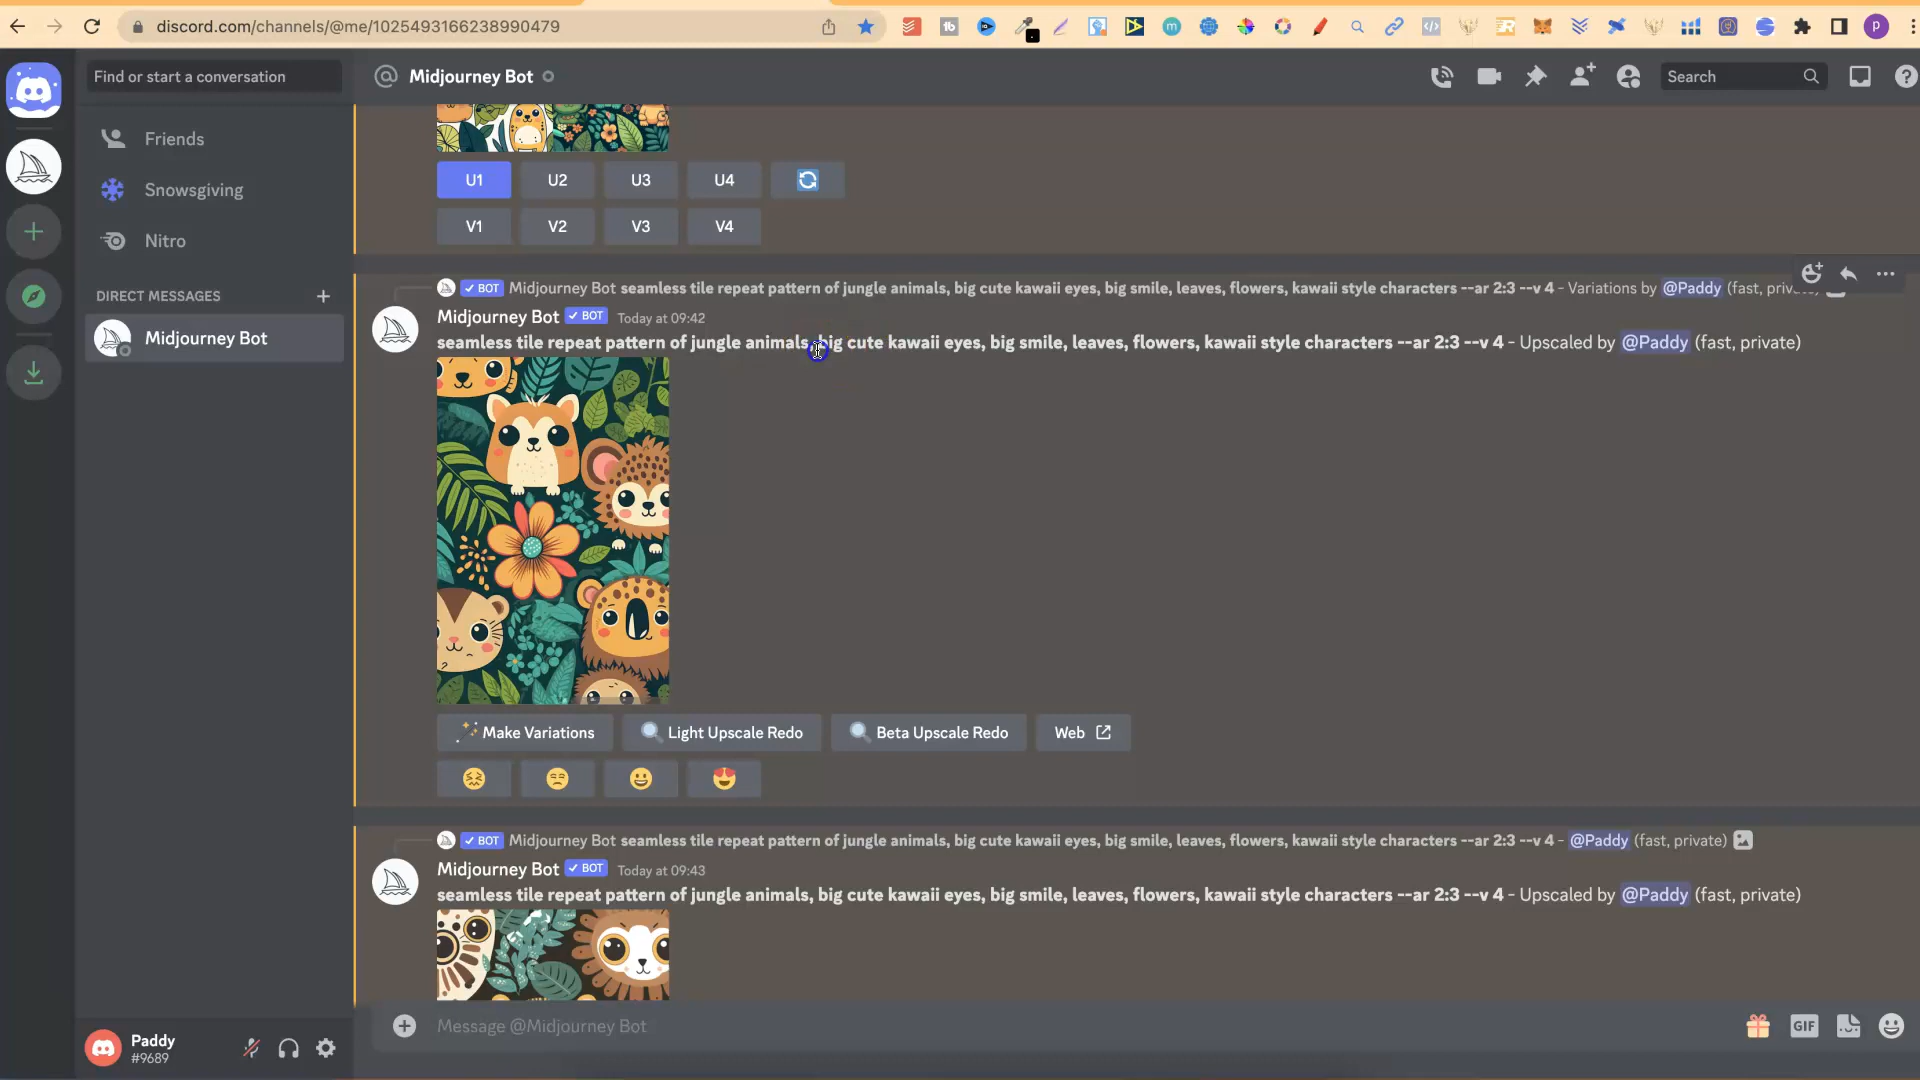 discord.com/channels/@me/1025493166238990479
Find or start a conversation
Midjourney Bot
Search
Friends
Snowsgiving
Nitro
DIRECT MESSAGES
Midjourney Bot
U1 U2 U3 U4
V1 V2 V3 V4
BOT Midjourney Bot seamless tile repeat pattern of jungle animals, big cute kawaii eyes, big smile, leaves, flowers, kawaii style characters --ar 2:3 --v 4 - Variations by @Paddy (fast,
Midjourney Bot BOT Today at 09:42
seamless tile repeat pattern of jungle animals, big cute kawaii eyes, big smile, leaves, flowers, kawaii style characters --ar 2:3 --v 4 - Upscaled by @Paddy (fast, private)
Make Variations Light Upscale Redo Beta Upscale Redo Web
BOT Midjourney Bot seamless tile repeat pattern of jungle animals, big cute kawaii eyes, big smile, leaves, flowers, kawaii style characters --ar 2:3 --v 4 - @Paddy (fast, private)
Midjourney Bot BOT Today at 09:43
seamless tile repeat pattern of jungle animals, big cute kawaii eyes, big smile, leaves, flowers, kawaii style characters --ar 2:3 --v 4 - Upscaled by @Paddy (fast, private)
Message @Midjourney Bot
GIF
Paddy
#9689